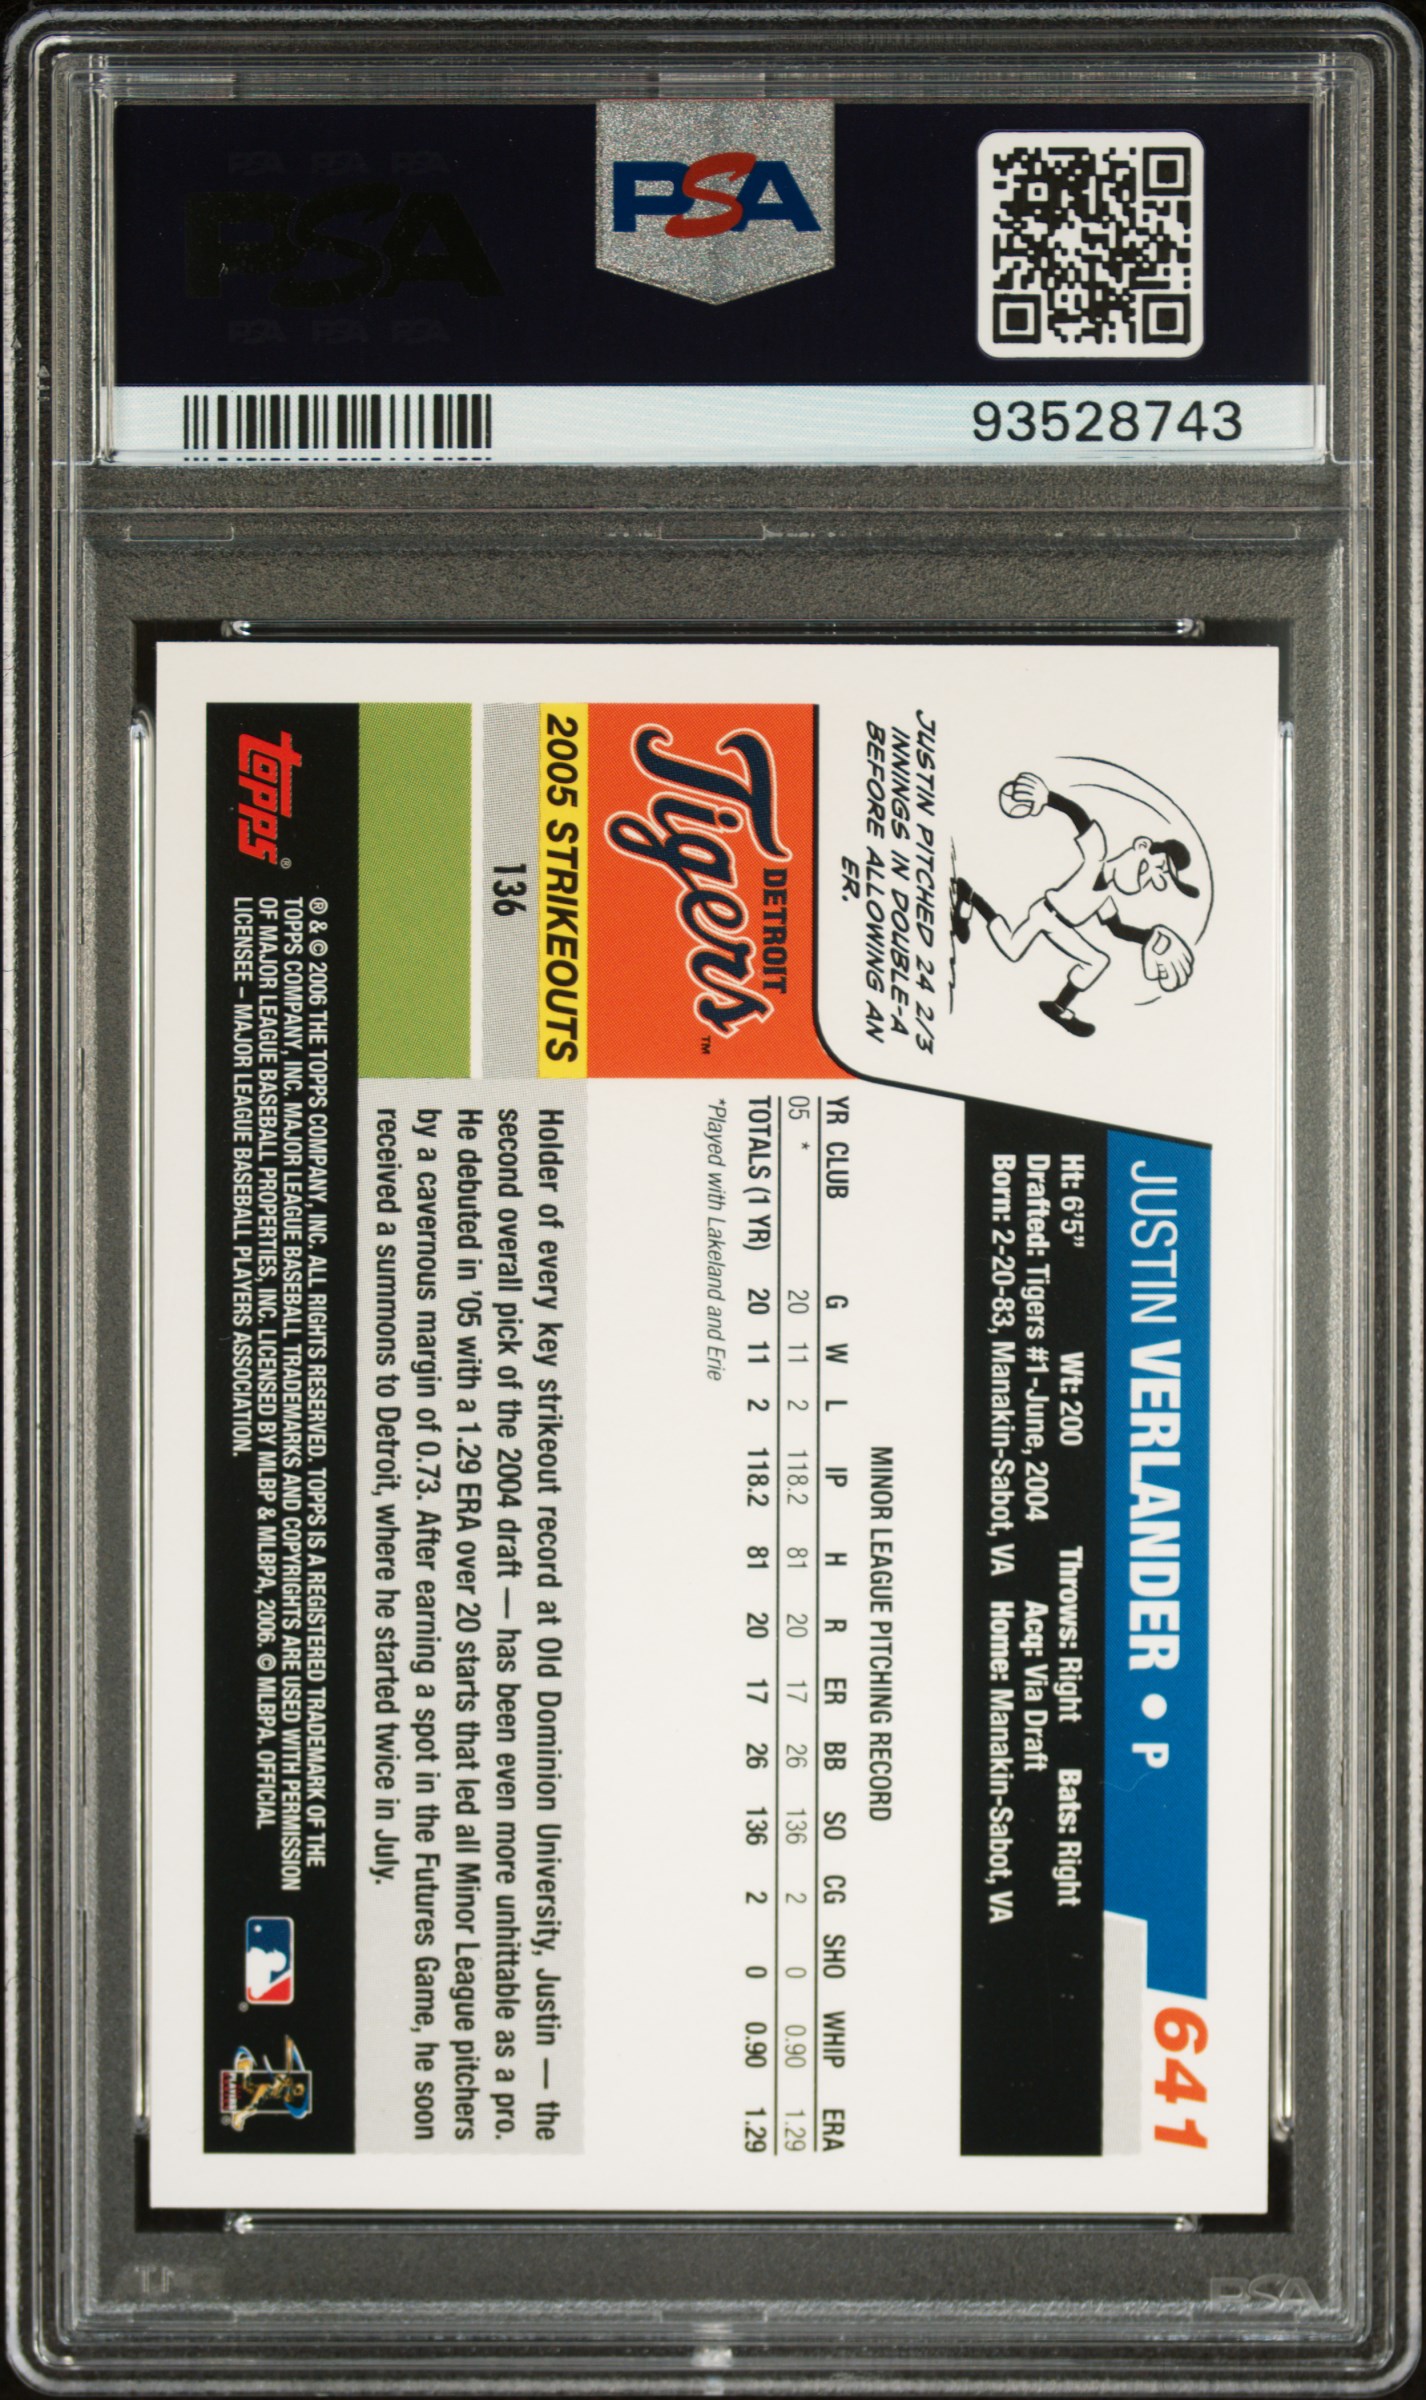 PSA PSA PSA
PSA
PSA PSA PSA
PSA
93528743
641
JUSTIN VERLANDER • P
Ht: 6'5" Wt: 200 Throws: Right Bats: Right
Drafted: Tigers #1-June, 2004 Acq: Via Draft
Born: 2-20-83, Manakin-Sabot, VA Home: Manakin-Sabot, VA
JUSTIN PITCHED 24 2/3
INNINGS IN DOUBLE-A
BEFORE ALLOWING AN
ER.
MINOR LEAGUE PITCHING RECORD
YR CLUB G W L IP H R ER BB SO CG SHO WHIP ERA
05 * 20 11 2 118.2 81 20 17 26 136 2 0 0.90 1.29
TOTALS (1 YR) 20 11 2 118.2 81 20 17 26 136 2 0 0.90 1.29
*Played with Lakeland and Erie
DETROIT
Tigers™
2005 STRIKEOUTS
136
Holder of every key strikeout record at Old Dominion University, Justin — the
second overall pick of the 2004 draft — has been even more unhittable as a pro.
He debuted in '05 with a 1.29 ERA over 20 starts that led all Minor League pitchers
by a cavernous margin of 0.73. After earning a spot in the Futures Game, he soon
received a summons to Detroit, where he started twice in July.
topps®
® & © 2006 THE TOPPS COMPANY, INC. ALL RIGHTS RESERVED. TOPPS IS A REGISTERED TRADEMARK OF THE
TOPPS COMPANY, INC. MAJOR LEAGUE BASEBALL TRADEMARKS AND COPYRIGHTS ARE USED WITH PERMISSION
OF MAJOR LEAGUE BASEBALL PROPERTIES, INC. LICENSED BY MLBP & MLBPA, 2006. © MLBPA. OFFICIAL
LICENSEE – MAJOR LEAGUE BASEBALL PLAYERS ASSOCIATION.
PSA